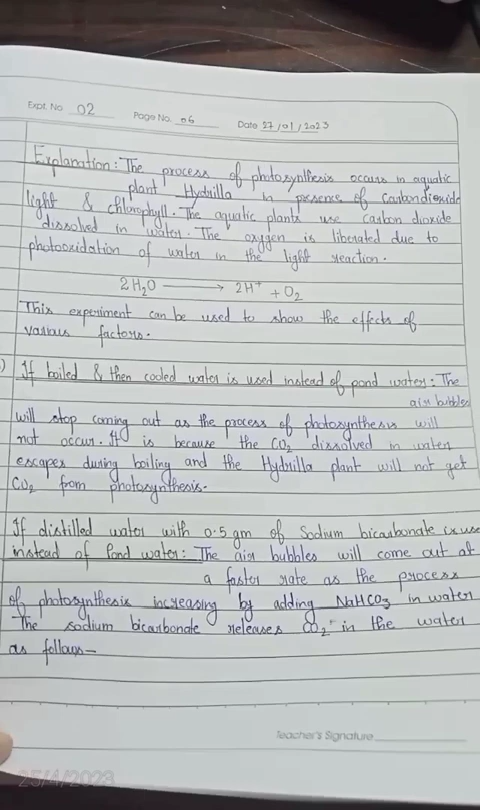 Expt. No. 02 Page No. 06 Date 27/01/2023
Explanation: The process of photosynthesis occurs in aquatic
plant Hydrilla in presence of Carbondioxide
light & chlorophyll. The aquatic plants use carbon dioxide
dissolved in water. The oxygen is liberated due to
photooxidation of water in the light reaction.
2H₂O ⟶ 2H⁺ + O₂
This experiment can be used to show the effects of
various factors.
) If boiled & then cooled water is used instead of pond water: The
air bubbles
will stop coming out as the process of photosynthesis will
not occur. It is because the CO₂ dissolved in water
escapes during boiling and the Hydrilla plant will not get
CO₂ from photosynthesis.
If distilled water with 0.5 gm of Sodium bicarbonate is use
instead of Pond water: The air bubbles will come out at
a faster rate as the process
of photosynthesis increasing by adding NaHCO₃ in water
The sodium bicarbonate releases CO₂ in the water
as follows—
Teacher's Signature
25/4/2023